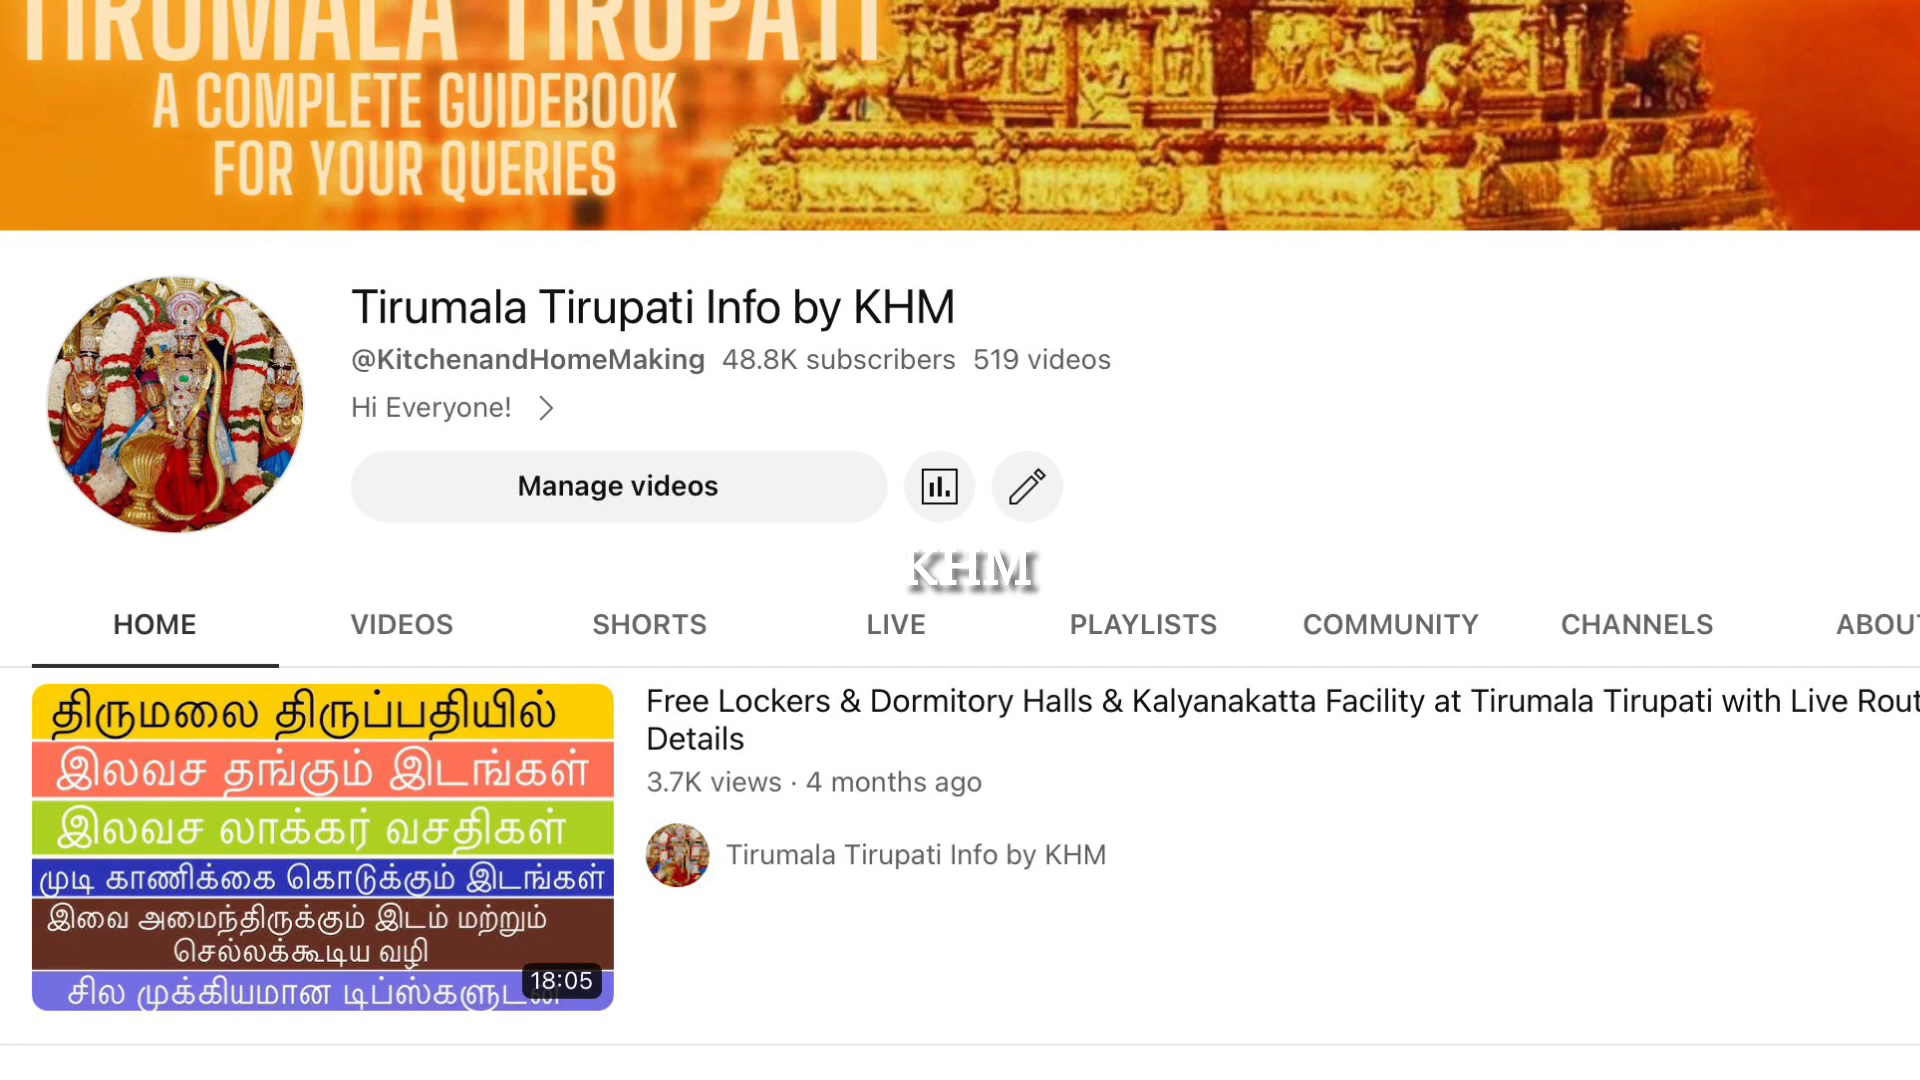 TIRUMALA TIRUPATI
A COMPLETE GUIDEBOOK
FOR YOUR QUERIES
Tirumala Tirupati Info by KHM
@KitchenandHomeMaking 48.8K subscribers 519 videos
Hi Everyone!
Manage videos
KHM
HOME VIDEOS SHORTS LIVE PLAYLISTS COMMUNITY CHANNELS ABOUT
திருமலை திருப்பதியில்
இலவச தங்கும் இடங்கள்
இலவச லாக்கர் வசதிகள்
முடி காணிக்கை கொடுக்கும் இடங்கள்
இவை அமைந்திருக்கும் இடம் மற்றும்
செல்லக்கூடிய வழி
சில முக்கியமான டிப்ஸ்களுடன்
18:05
Free Lockers & Dormitory Halls & Kalyanakatta Facility at Tirumala Tirupati with Live Rout
Details
3.7K views · 4 months ago
Tirumala Tirupati Info by KHM